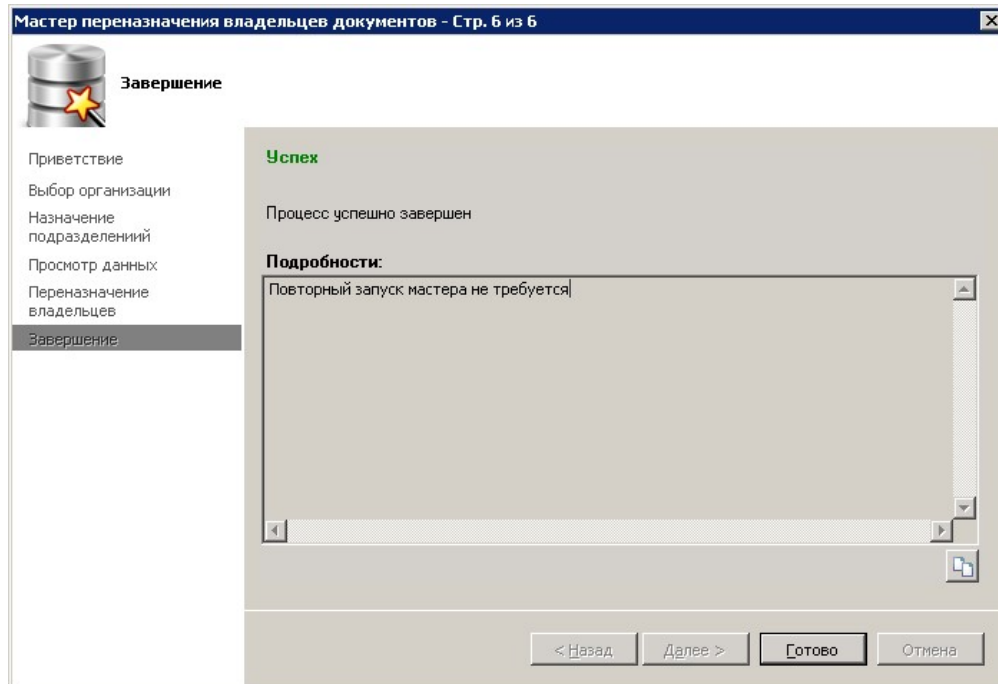 Мастер переназначения владельцев документов - Стр. 6 из 6
Завершение
Приветствие
Выбор организации
Назначение
подразделениий
Просмотр данных
Переназначение
владельцев
Завершение
Успех
Процесс успешно завершен
Подробности:
Повторный запуск мастера не требуется
< Назад
Далее >
Готово
Отмена